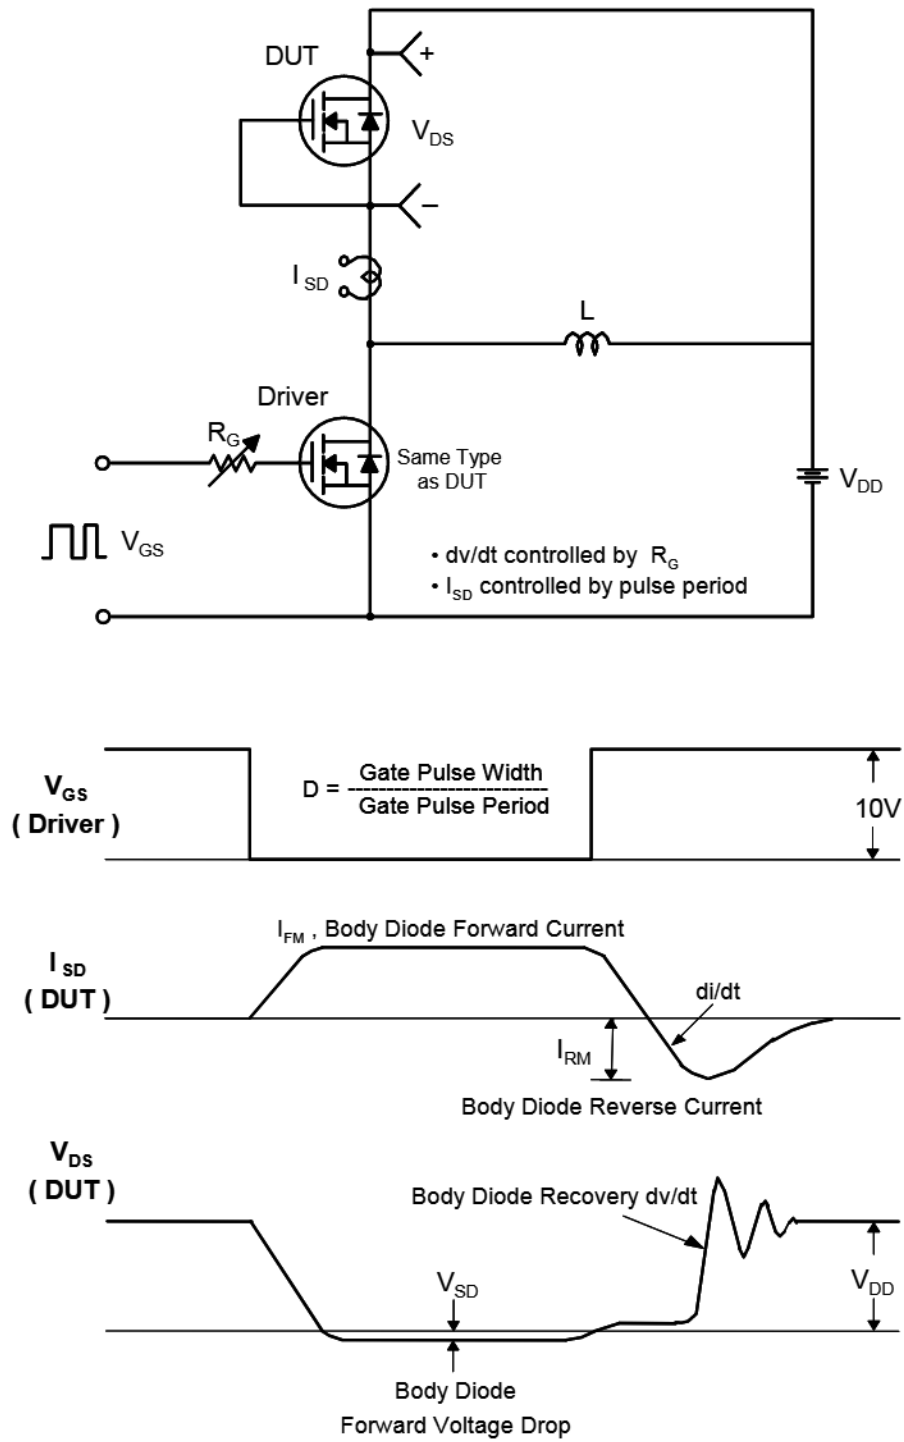 DUT
+
V_DS
−
I_SD
L
Driver
R_G
Same Type
as DUT
V_DD
V_GS
• dv/dt controlled by R_G
• I_SD controlled by pulse period
V_GS
( Driver )
D = Gate Pulse Width
--------------------------
Gate Pulse Period
10V
I_FM , Body Diode Forward Current
I_SD
( DUT )
di/dt
I_RM
Body Diode Reverse Current
V_DS
( DUT )
Body Diode Recovery dv/dt
V_SD
V_DD
Body Diode
Forward Voltage Drop